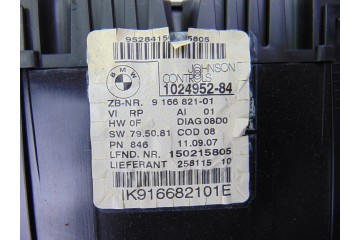 BMW
JOHNSON
CONTROLS
1024952-84
ZB-NR. 9 166 821-01
VI RP AI 01
HW 0F DIAG 08D0
SW 79.50.81 COD 08
PN 846 11.09.07
LFND. NR. 150215805
LIEFERANT 258115 10
IK916682101E